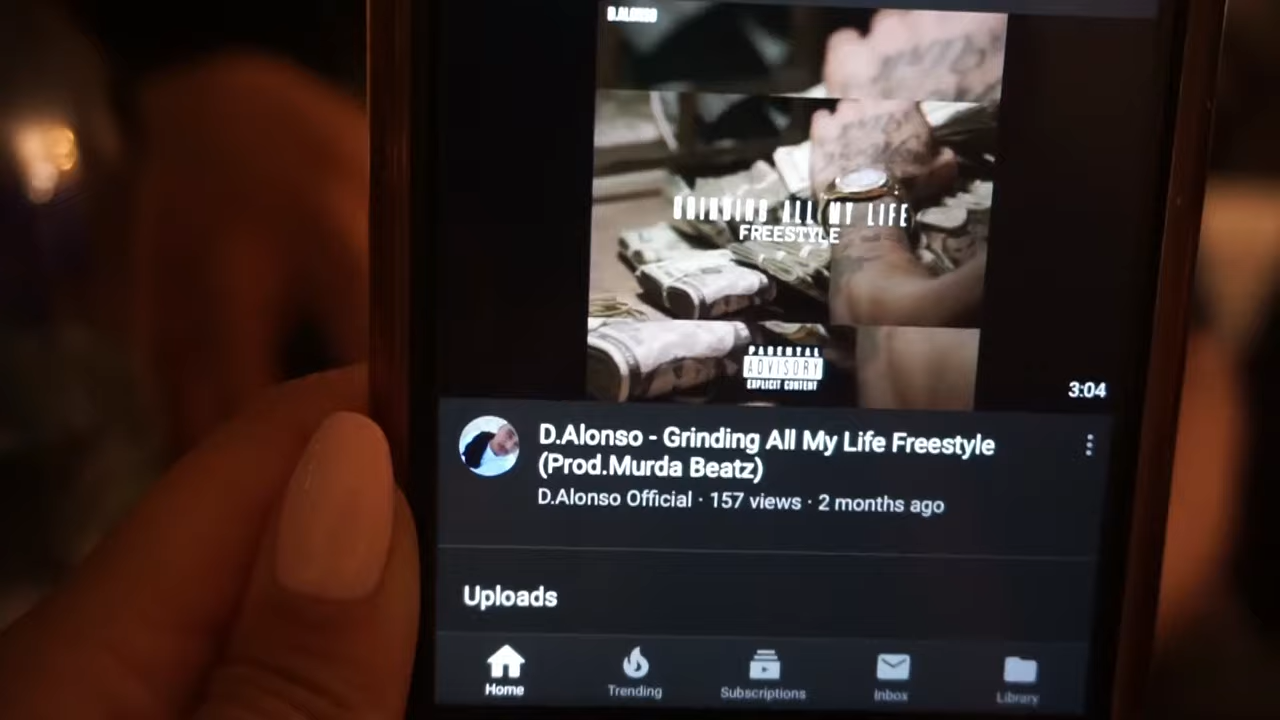 D.ALONSO
GRINDING ALL MY LIFE
FREESTYLE
PARENTAL
ADVISORY
EXPLICIT CONTENT
3:04
D.Alonso - Grinding All My Life Freestyle
(Prod.Murda Beatz)
D.Alonso Official · 157 views · 2 months ago
Uploads
Home Trending Subscriptions Inbox Library